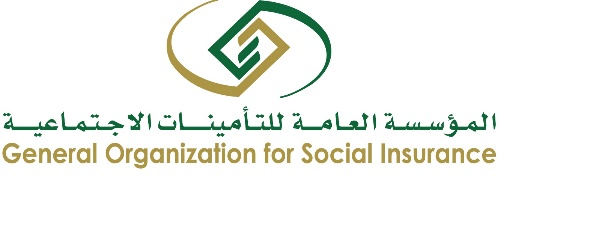 المؤسسة العامة للتأمينات الاجتماعية
General Organization for Social Insurance